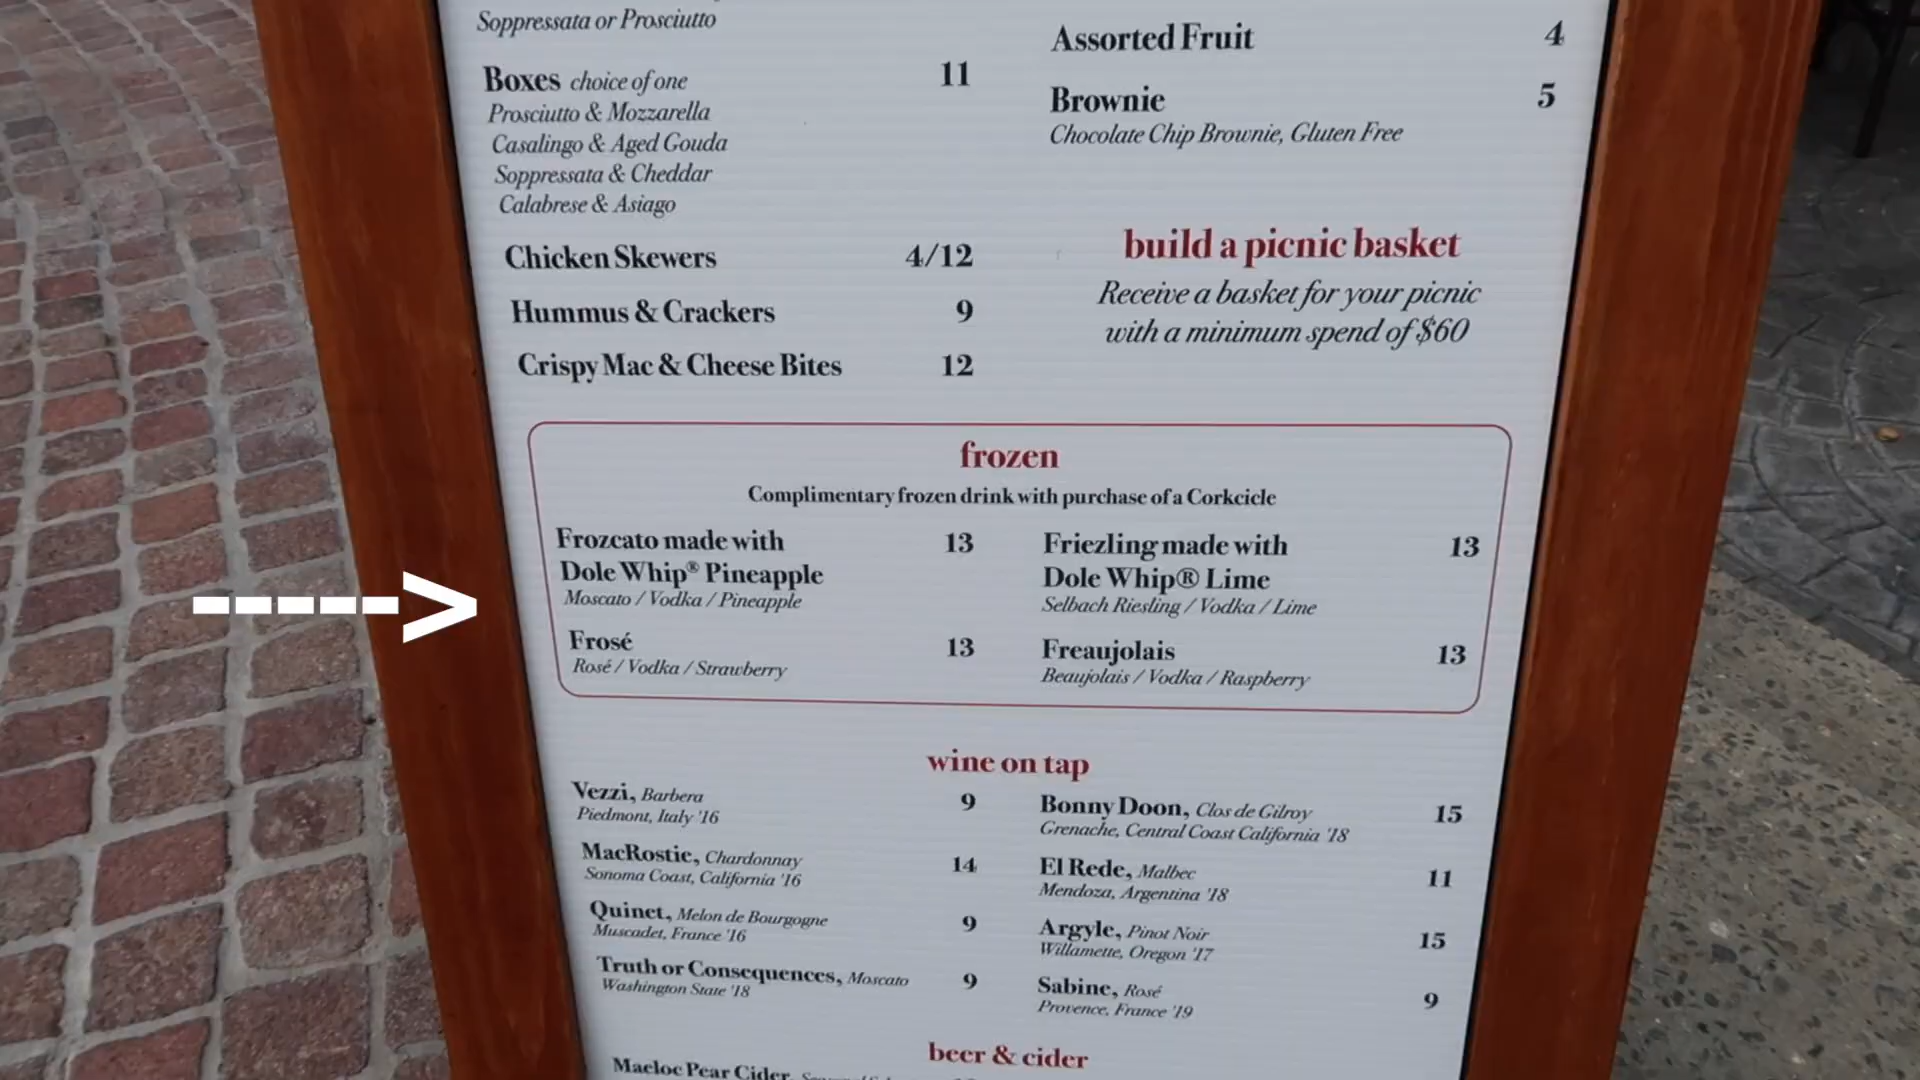 Soppressata or Prosciutto
Boxes choice of one 11
Prosciutto & Mozzarella
Casalingo & Aged Gouda
Soppressata & Cheddar
Calabrese & Asiago
Chicken Skewers 4/12
Hummus & Crackers 9
Crispy Mac & Cheese Bites 12
Assorted Fruit 4
Brownie 5
Chocolate Chip Brownie, Gluten Free
build a picnic basket
Receive a basket for your picnic
with a minimum spend of $60
frozen
Complimentary frozen drink with purchase of a Corkcicle
Frozcato made with 13
Dole Whip® Pineapple
Moscato / Vodka / Pineapple
Frosé 13
Rosé / Vodka / Strawberry
Friezling made with 13
Dole Whip® Lime
Selbach Riesling / Vodka / Lime
Freaujolais 13
Beaujolais / Vodka / Raspberry
wine on tap
Vezzi, Barbera 9
Piedmont, Italy '16
MacRostie, Chardonnay 14
Sonoma Coast, California '16
Quinet, Melon de Bourgogne 9
Muscadet, France '16
Truth or Consequences, Moscato 9
Washington State '18
Bonny Doon, Clos de Gilroy 15
Grenache, Central Coast California '18
El Rede, Malbec 11
Mendoza, Argentina '18
Argyle, Pinot Noir 15
Willamette, Oregon '17
Sabine, Rosé 9
Provence, France '19
beer & cider
Maeloc Pear Cider,